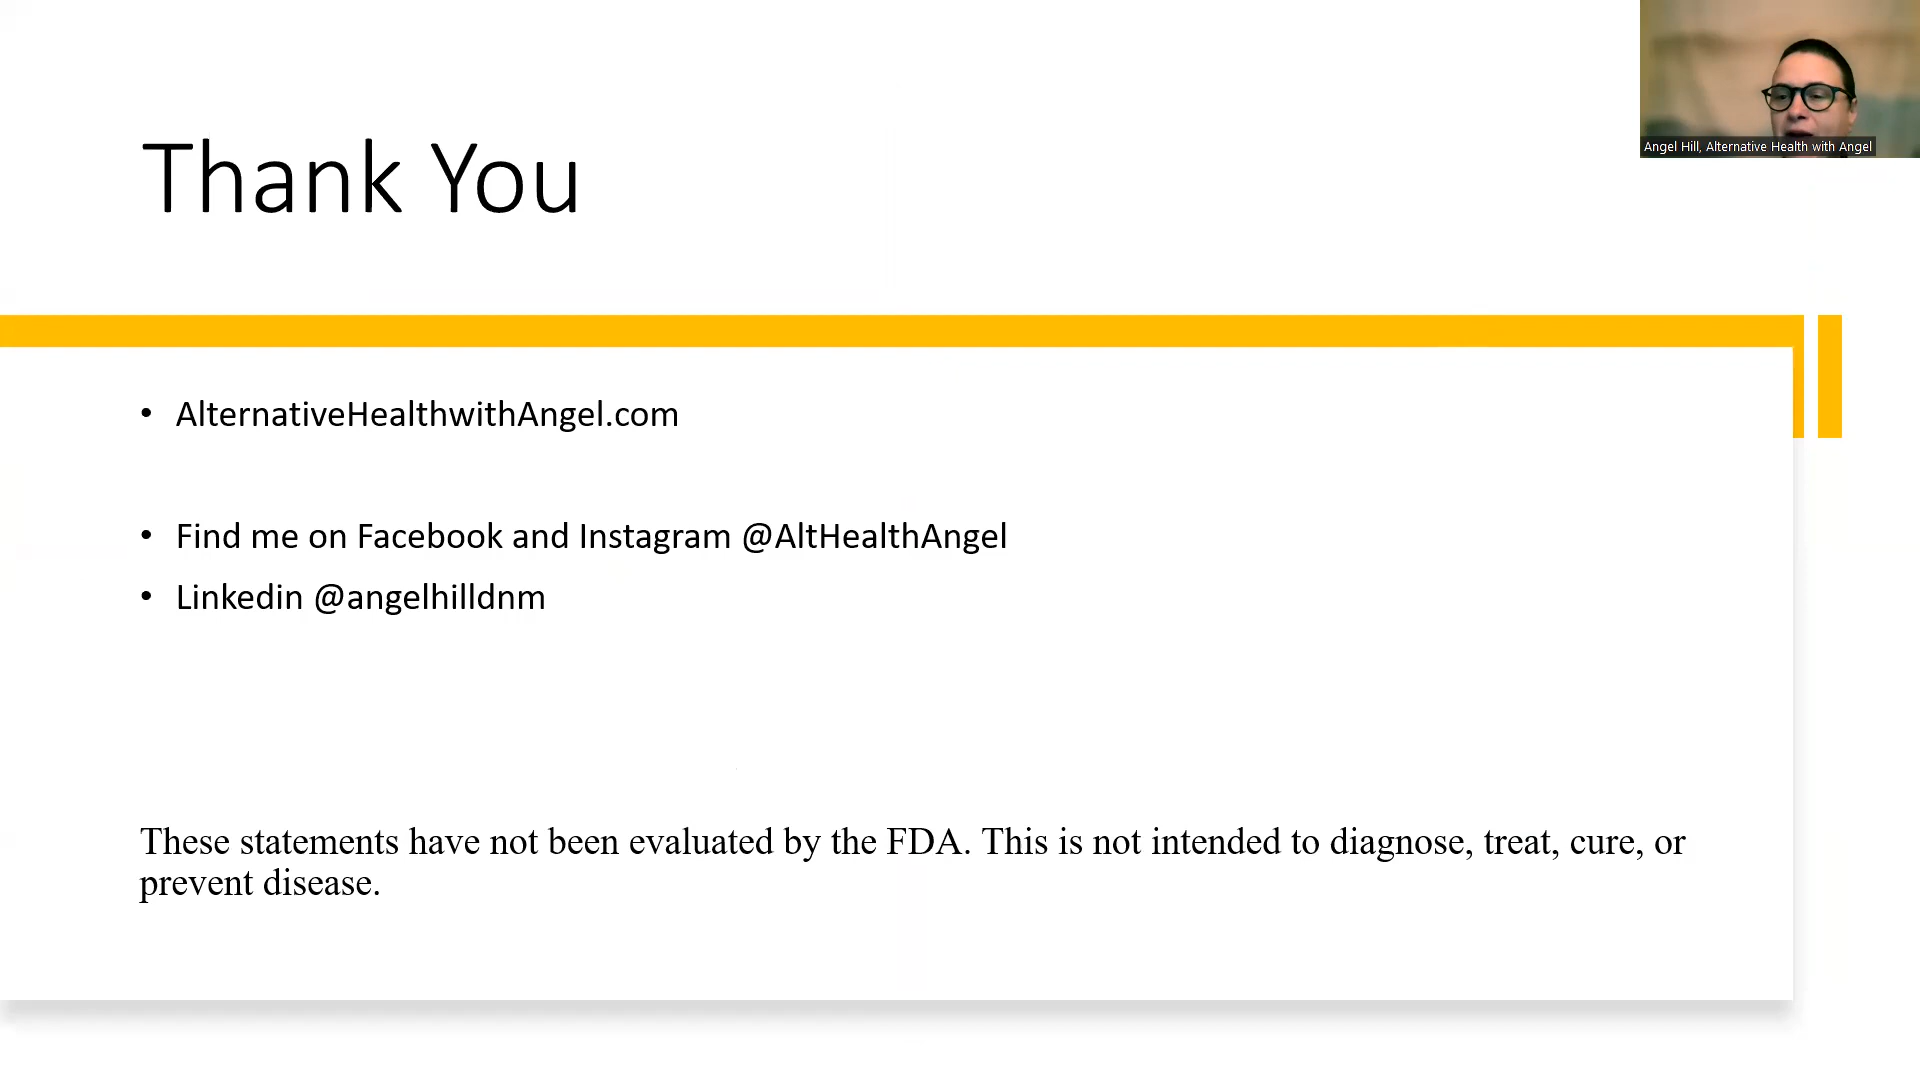 Angel Hill, Alternative Health with Angel
Thank You
• AlternativeHealthwithAngel.com
• Find me on Facebook and Instagram @AltHealthAngel
• Linkedin @angelhilldnm
These statements have not been evaluated by the FDA. This is not intended to diagnose, treat, cure, or
prevent disease.